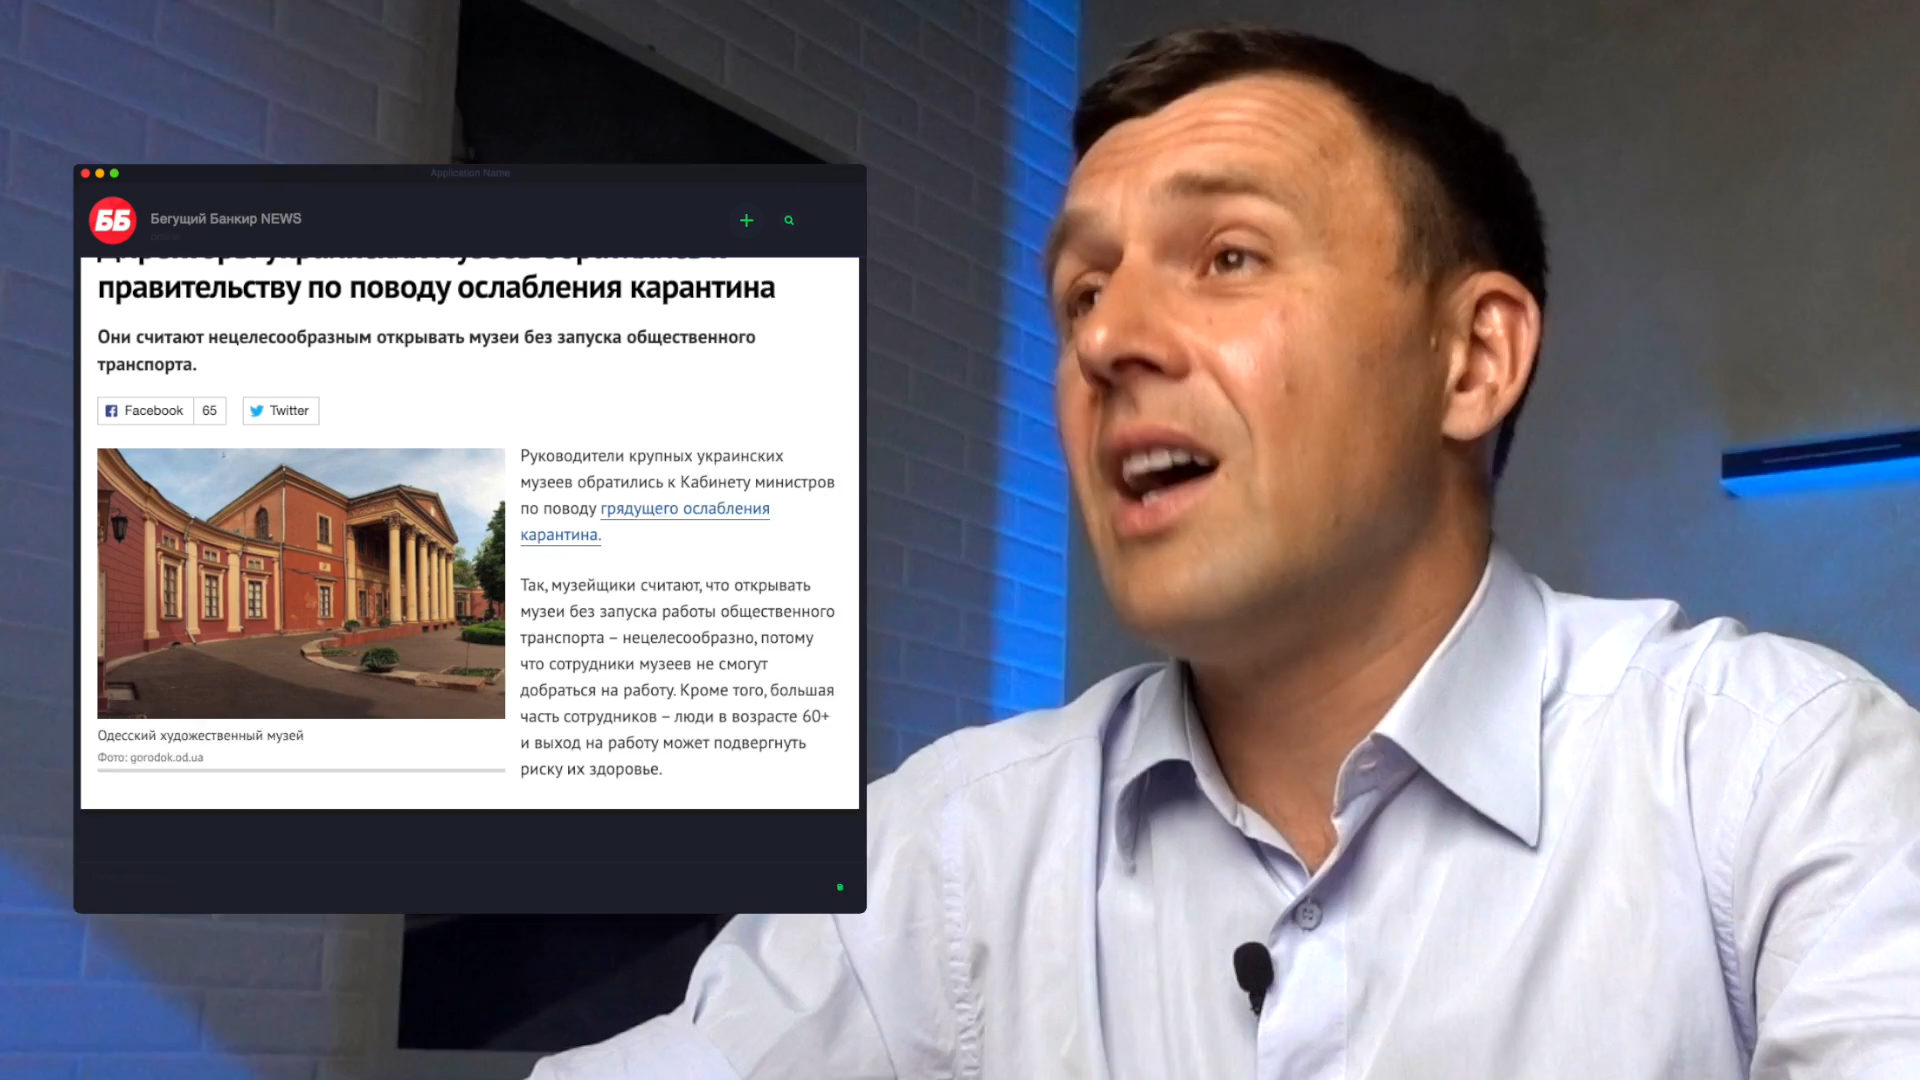 Application Name
ББ
Бегущий Банкир NEWS
правительству по поводу ослабления карантина
Они считают нецелесообразным открывать музеи без запуска общественного
транспорта.
Facebook 65 Twitter
Руководители крупных украинских
музеев обратились к Кабинету министров
по поводу грядущего ослабления
карантина.
Так, музейщики считают, что открывать
музеи без запуска работы общественного
транспорта – нецелесообразно, потому
что сотрудники музеев не смогут
добраться на работу. Кроме того, большая
часть сотрудников – люди в возрасте 60+
и выход на работу может подвергнуть
риску их здоровье.
Одесский художественный музей
Фото: gorodok.od.ua